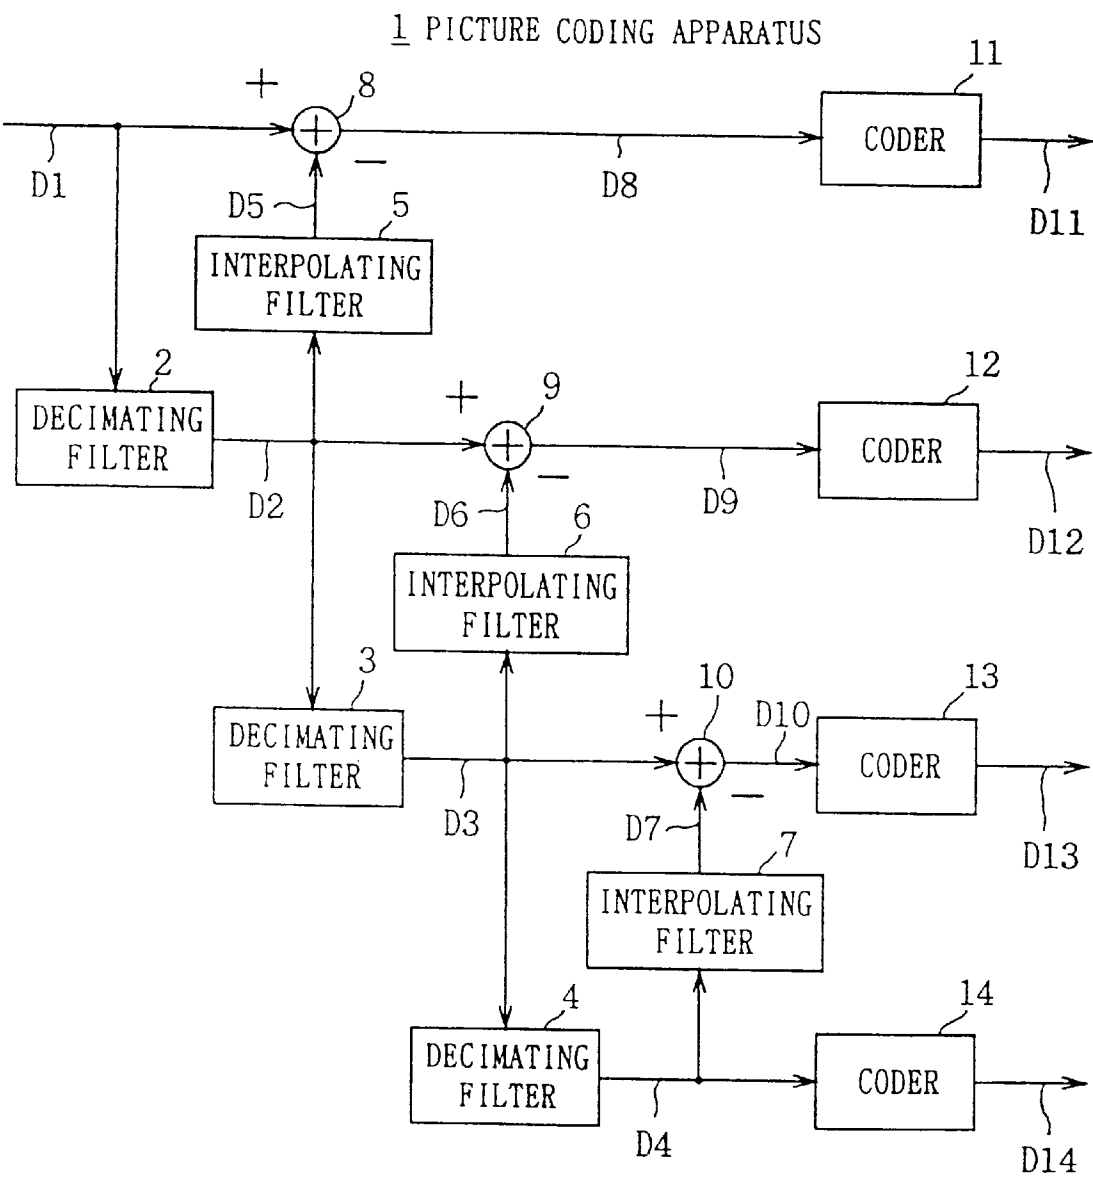 1 PICTURE CODING APPARATUS
+
8
11
+
CODER
D1
−
D8
D11
D5
5
INTERPOLATING
FILTER
2
DECIMATING
FILTER
D2
+
9
+
−
D9
12
CODER
D12
D6
6
INTERPOLATING
FILTER
3
DECIMATING
FILTER
D3
+
10
+
−
D10
13
CODER
D13
D7
7
INTERPOLATING
FILTER
4
DECIMATING
FILTER
D4
14
CODER
D14